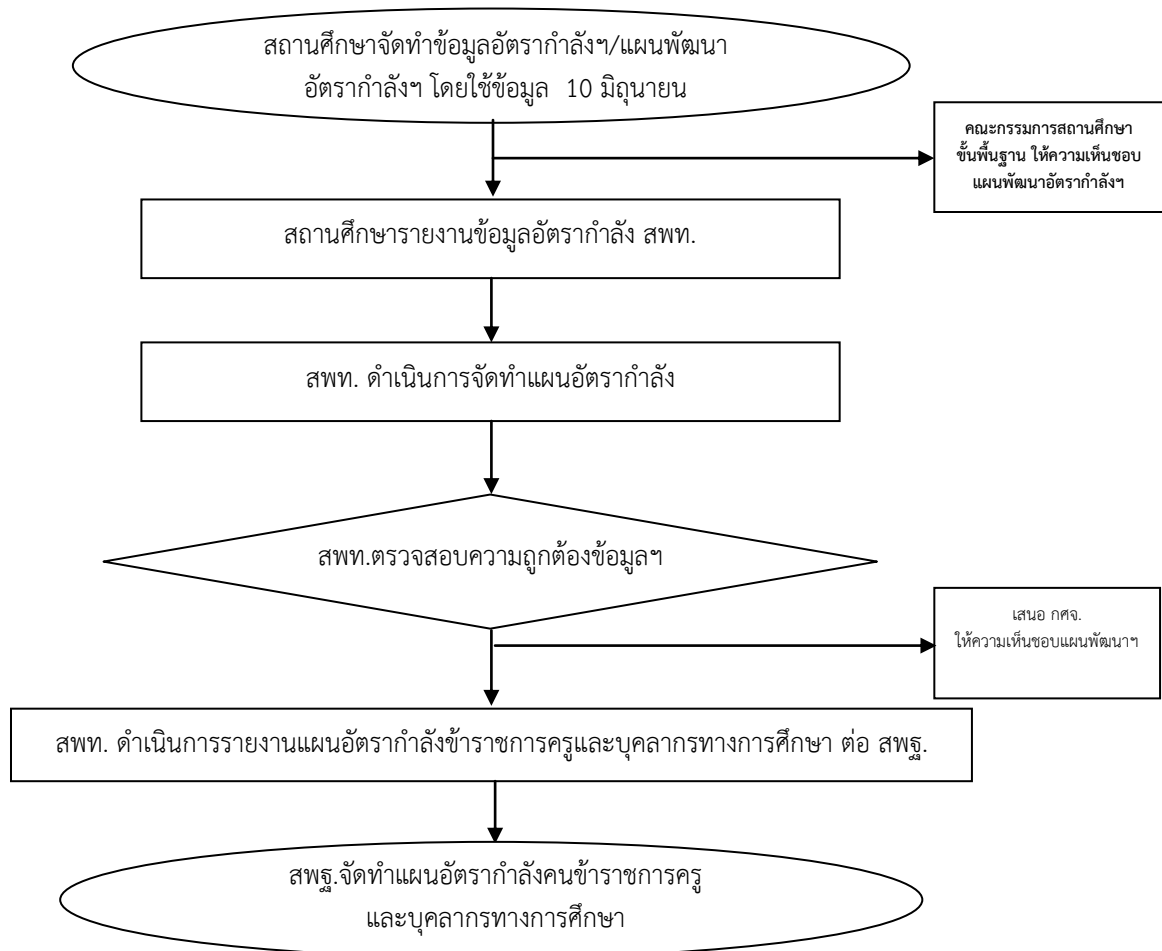 สถานศึกษาจัดทำข้อมูลอัตรากำลังฯ/แผนพัฒนา
อัตรากำลังฯ โดยใช้ข้อมูล 10 มิถุนายน
คณะกรรมการสถานศึกษา
ขั้นพื้นฐาน ให้ความเห็นชอบ
แผนพัฒนาอัตรากำลังฯ
สถานศึกษารายงานข้อมูลอัตรากำลัง สพท.
สพท. ดำเนินการจัดทำแผนอัตรากำลัง
สพท.ตรวจสอบความถูกต้องข้อมูลฯ
เสนอ กศจ.
ให้ความเห็นชอบแผนพัฒนาฯ
สพท. ดำเนินการรายงานแผนอัตรากำลังข้าราชการครูและบุคลากรทางการศึกษา ต่อ สพฐ.
สพฐ.จัดทำแผนอัตรากำลังคนข้าราชการครู
และบุคลากรทางการศึกษา